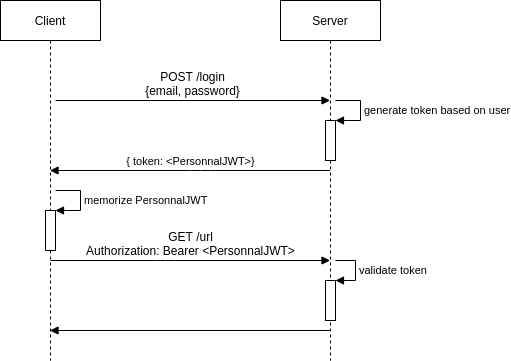 Client
Server
POST /login
{email, password}
generate token based on user
{ token: <PersonnalJWT>}
memorize PersonnalJWT
GET /url
Authorization: Bearer <PersonnalJWT>
validate token